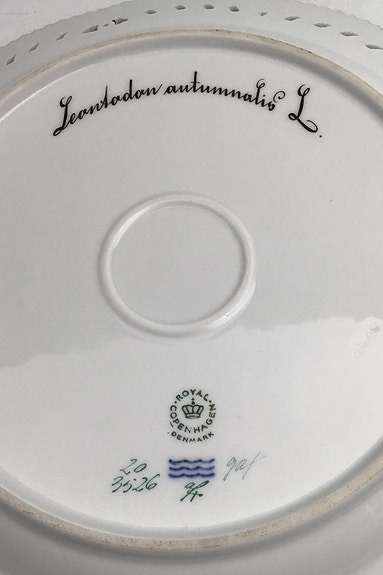 Leontodon autumnalis L.
ROYAL
COPENHAGEN
DENMARK
20
3526